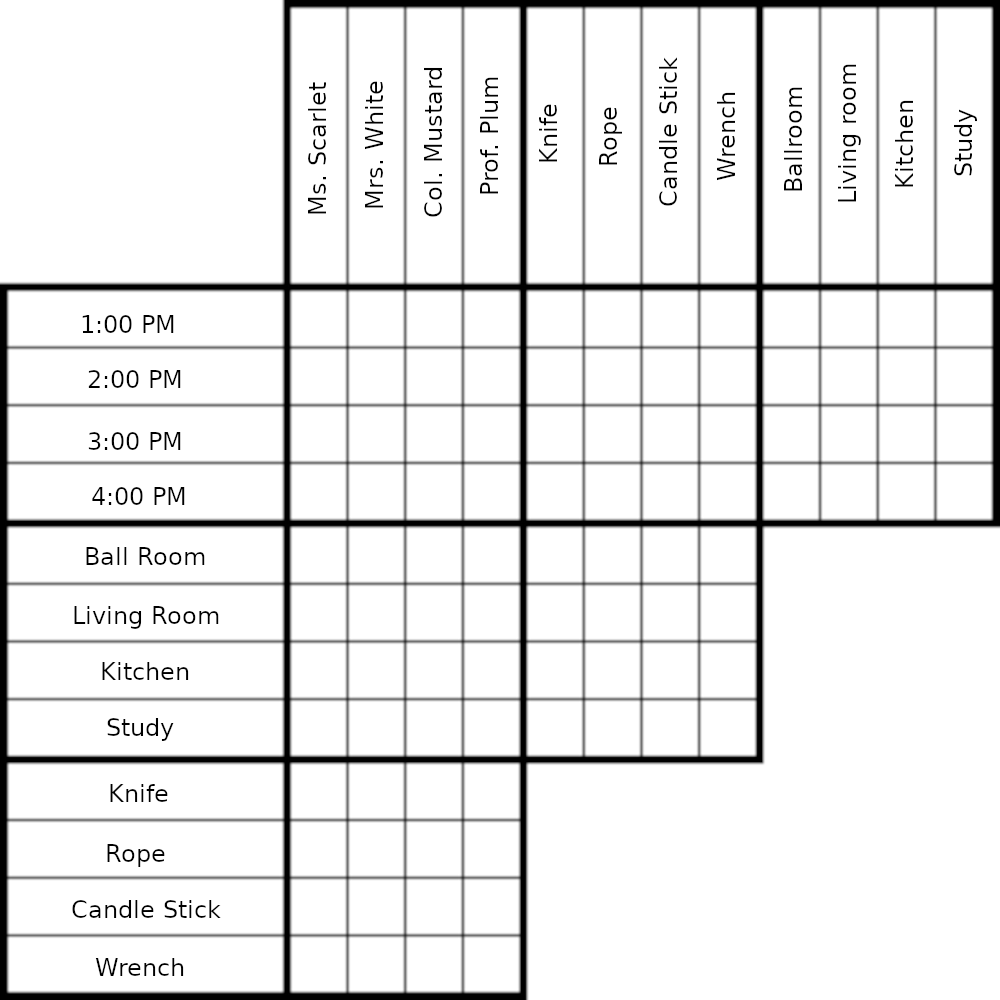 Ms. Scarlet
Mrs. White
Col. Mustard
Prof. Plum
Knife
Rope
Candle Stick
Wrench
Ballroom
Living room
Kitchen
Study
1:00 PM
2:00 PM
3:00 PM
4:00 PM
Ball Room
Living Room
Kitchen
Study
Knife
Rope
Candle Stick
Wrench